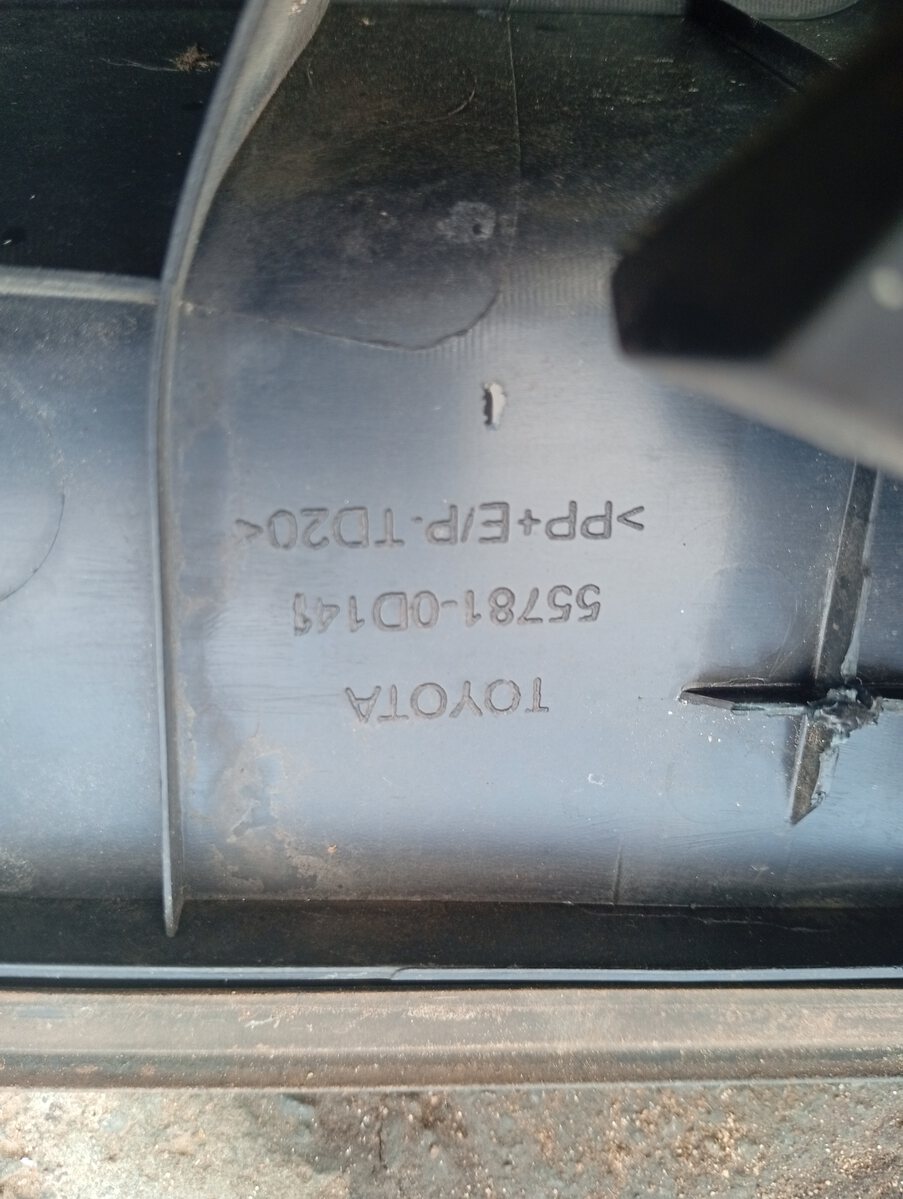 TOYOTA
55781-0D141
>PP+E/P-TD20<